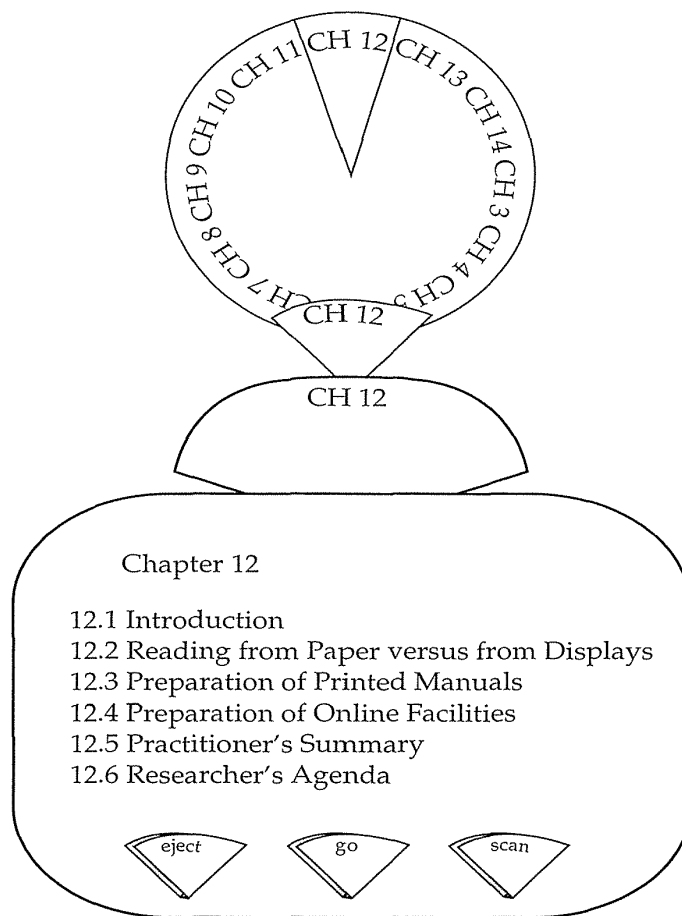 CH 12
CH 13
CH 14
CH 3
CH 4
CH 5
CH 7
CH 8
CH 9
CH 10
CH 11
CH 12
CH 12
Chapter 12
12.1 Introduction
12.2 Reading from Paper versus from Displays
12.3 Preparation of Printed Manuals
12.4 Preparation of Online Facilities
12.5 Practitioner's Summary
12.6 Researcher's Agenda
eject
go
scan